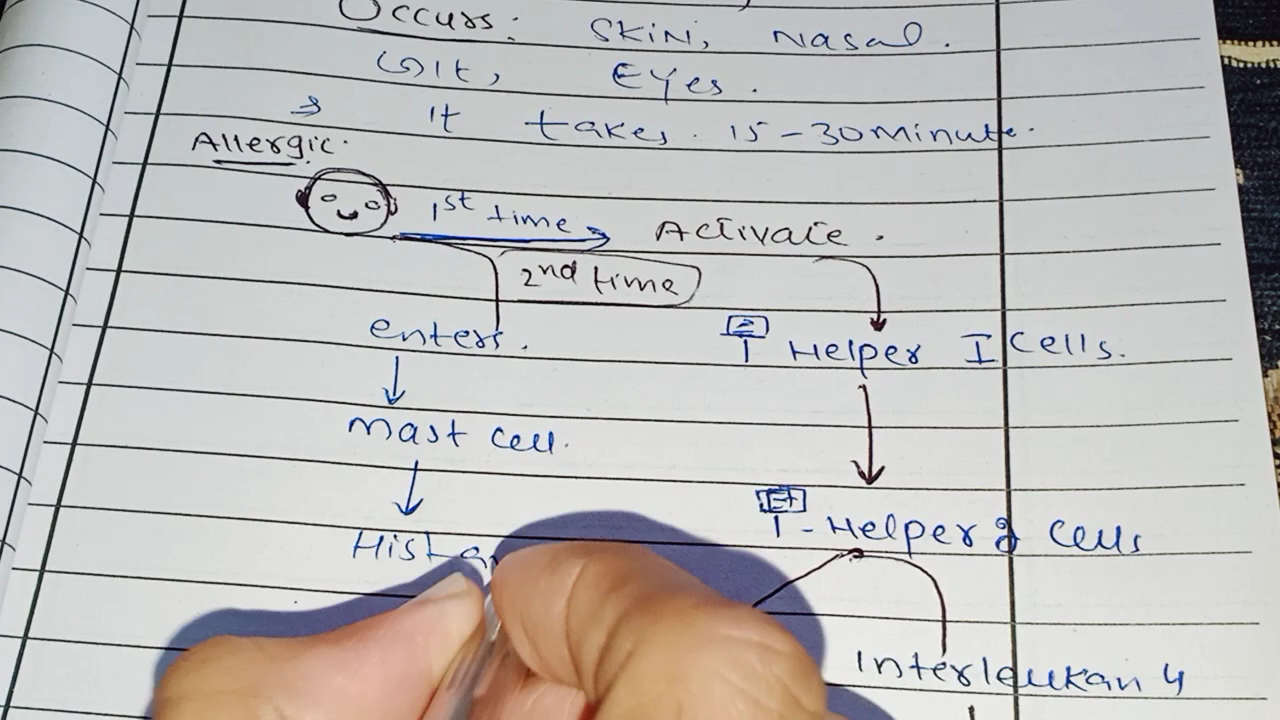 Occurs: Skin, Nasal.
GIt, Eyes.
→ It takes 15-30 Minute.
Allergic.
1st time → Activate.
2nd time
enters.
T Helper I Cells.
Mast Cell.
T-Helper 2 Cells
Hista
Interleukan 4